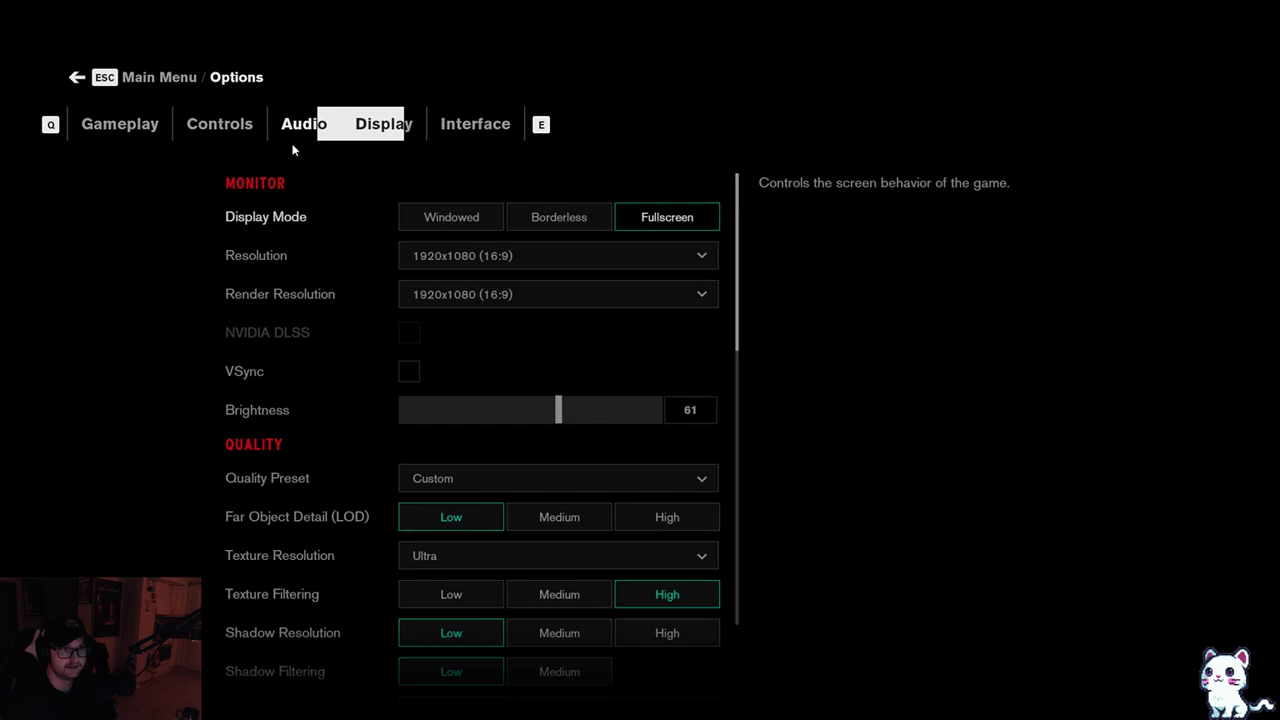 ESC Main Menu / Options
Q Gameplay Controls Audio Display Interface E
MONITOR
Controls the screen behavior of the game.
Display Mode Windowed Borderless Fullscreen
Resolution 1920x1080 (16:9)
Render Resolution 1920x1080 (16:9)
NVIDIA DLSS
VSync
Brightness 61
QUALITY
Quality Preset Custom
Far Object Detail (LOD) Low Medium High
Texture Resolution Ultra
Texture Filtering Low Medium High
Shadow Resolution Low Medium High
Shadow Filtering Low Medium